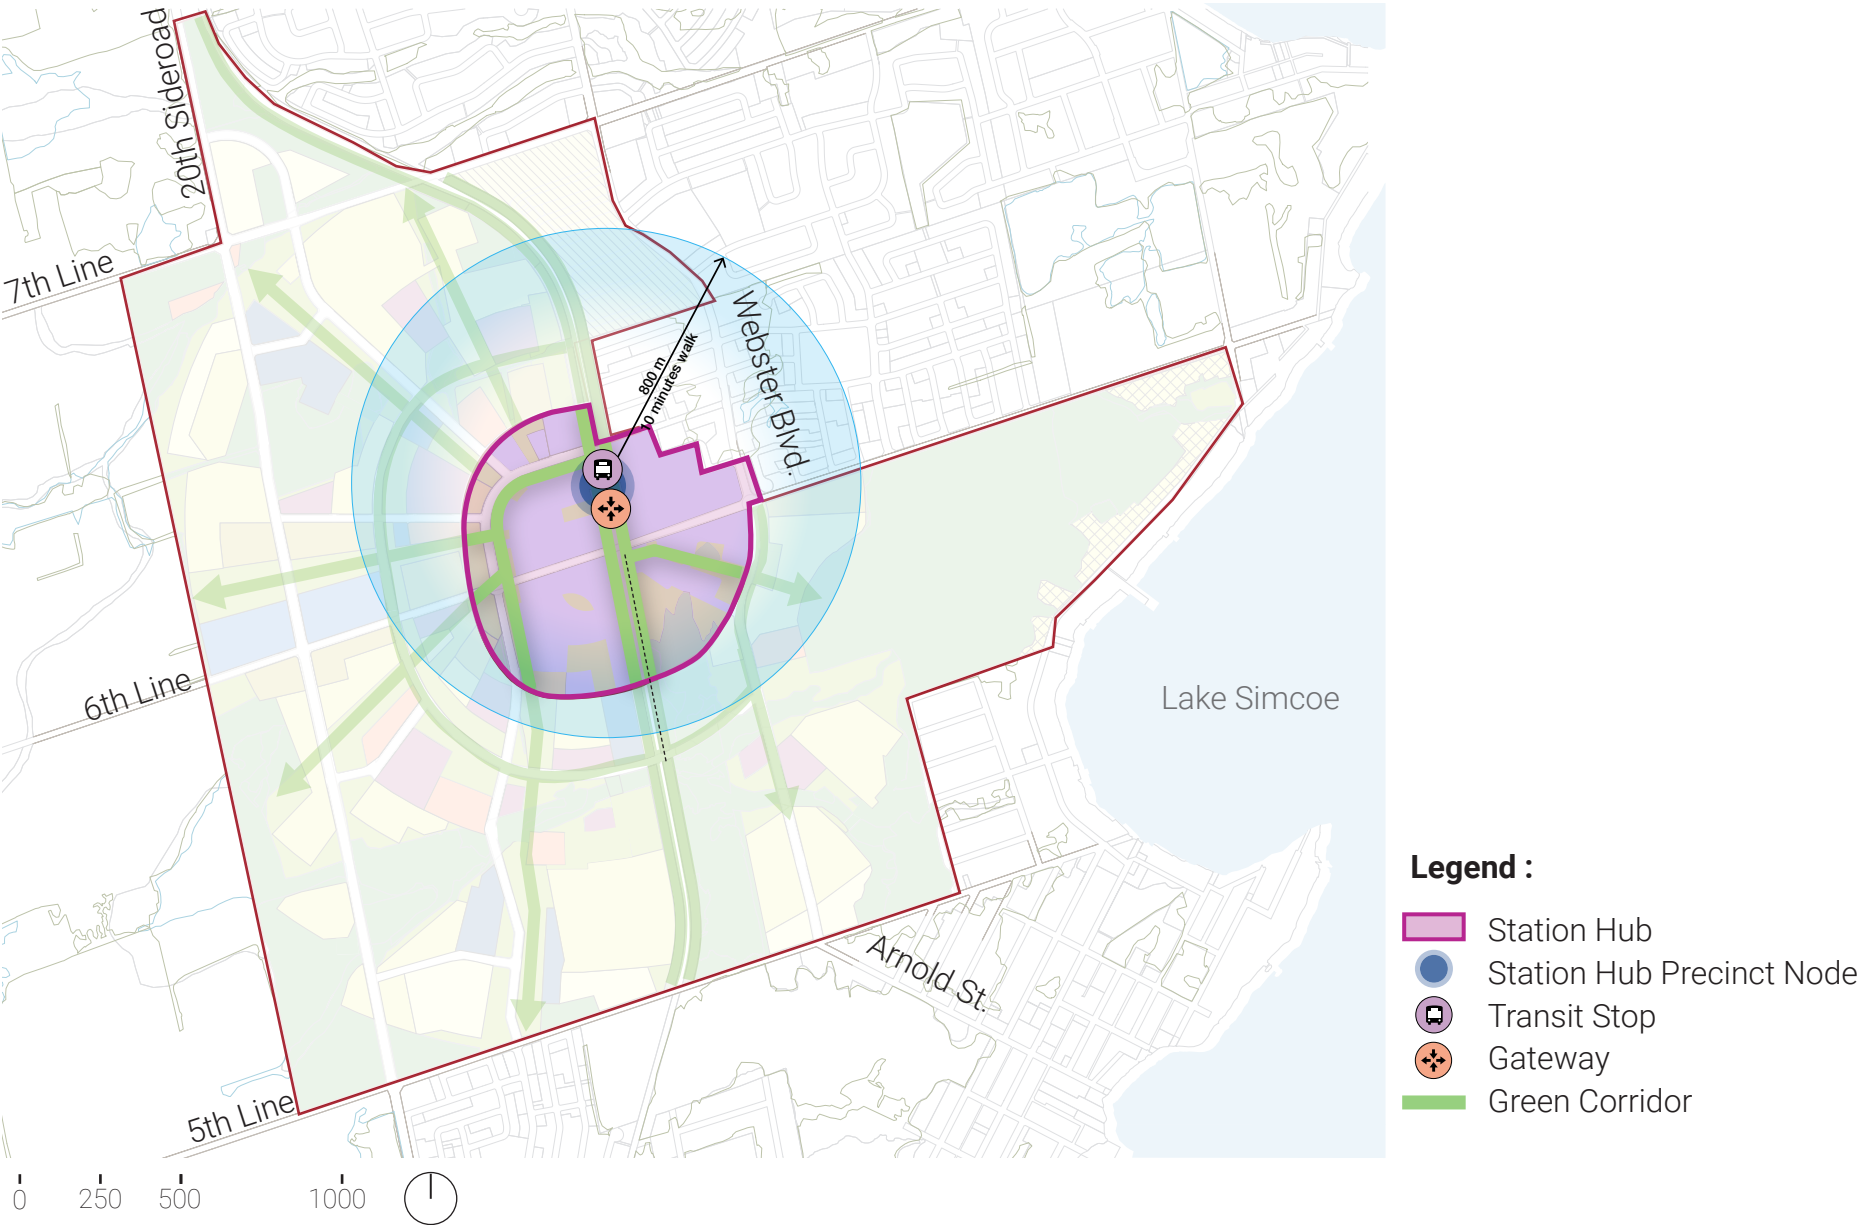 20th Sideroad
7th Line
800 m
10 minutes walk
Webster Blvd.
6th Line
Lake Simcoe
Arnold St.
5th Line
Legend :
Station Hub
Station Hub Precinct Node
Transit Stop
Gateway
Green Corridor
0 250 500 1000